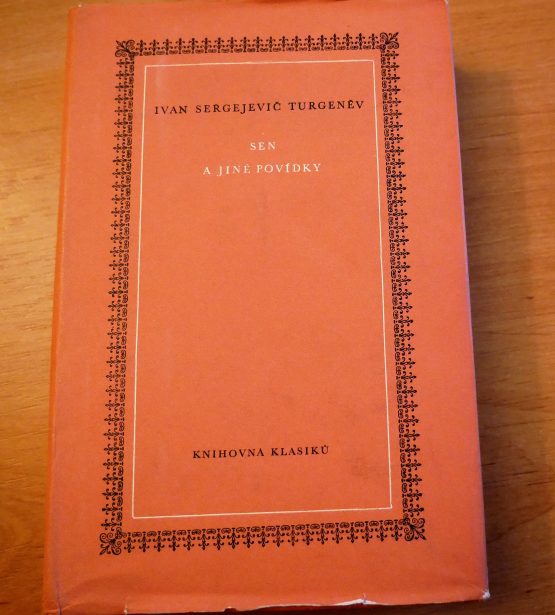 IVAN SERGEJEVIČ TURGENĚV
SEN
A JINÉ POVÍDKY
KNIHOVNA KLASIKŮ